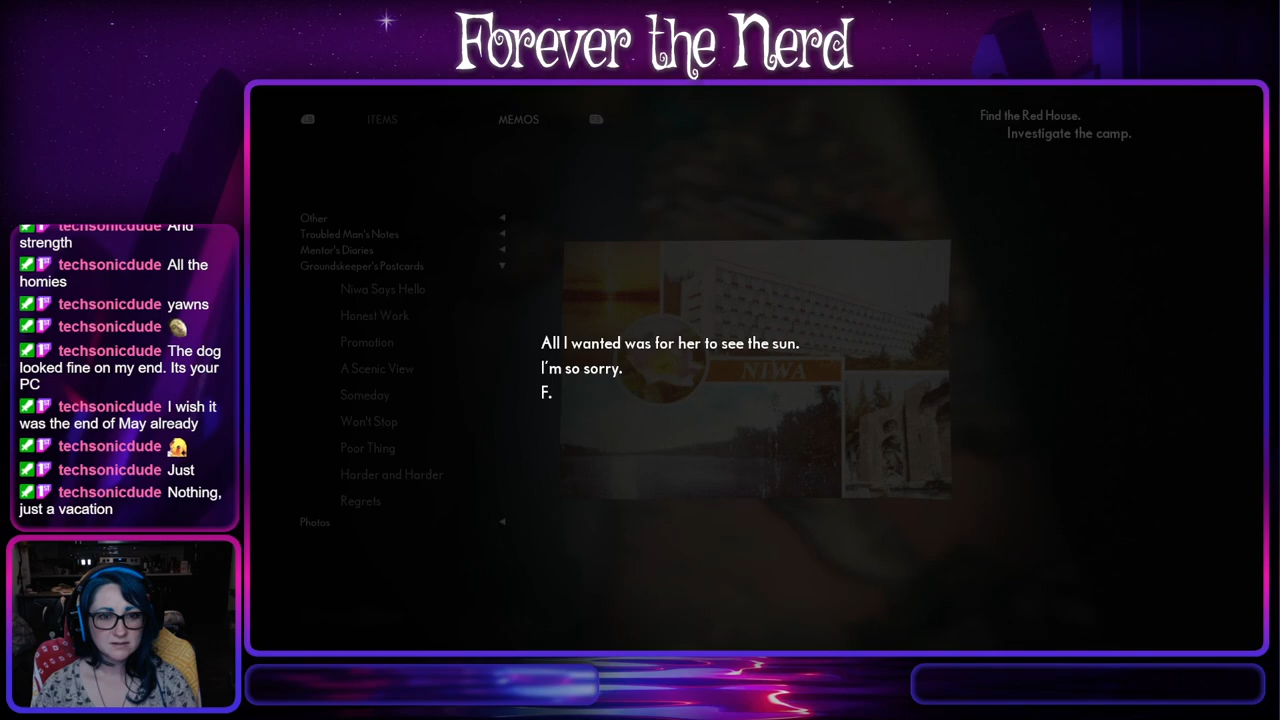 Forever the Nerd
ITEMS
MEMOS
Find the Red House.
Investigate the camp.
Other
Troubled Man's Notes
Mentor's Diaries
Groundskeeper's Postcards
Niwa Says Hello
Honest Work
Promotion
A Scenic View
Someday
Won't Stop
Poor Thing
Harder and Harder
Regrets
Photos
NIWA
All I wanted was for her to see the sun.
I'm so sorry.
F.
techsonicdude And
strength
techsonicdude All the
homies
techsonicdude yawns
techsonicdude
techsonicdude The dog
looked fine on my end. Its your
PC
techsonicdude I wish it
was the end of May already
techsonicdude
techsonicdude Just
techsonicdude Nothing,
just a vacation